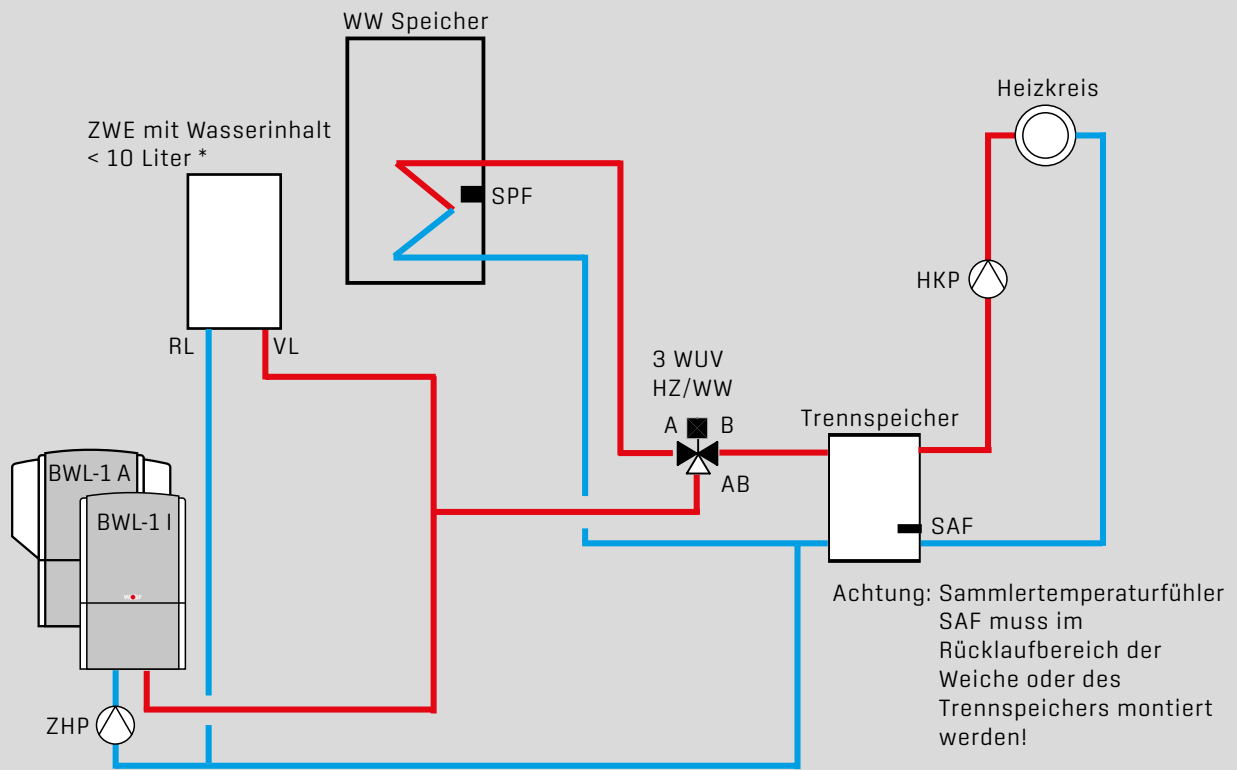 WW Speicher
Heizkreis
ZWE mit Wasserinhalt
< 10 Liter *
SPF
HKP
RL
VL
3 WUV
HZ/WW
A
B
AB
Trennspeicher
BWL-1 A
BWL-1 I
SAF
Achtung: Sammlertemperaturfühler
SAF muss im
Rücklaufbereich der
Weiche oder des
Trennspeichers montiert
werden!
ZHP